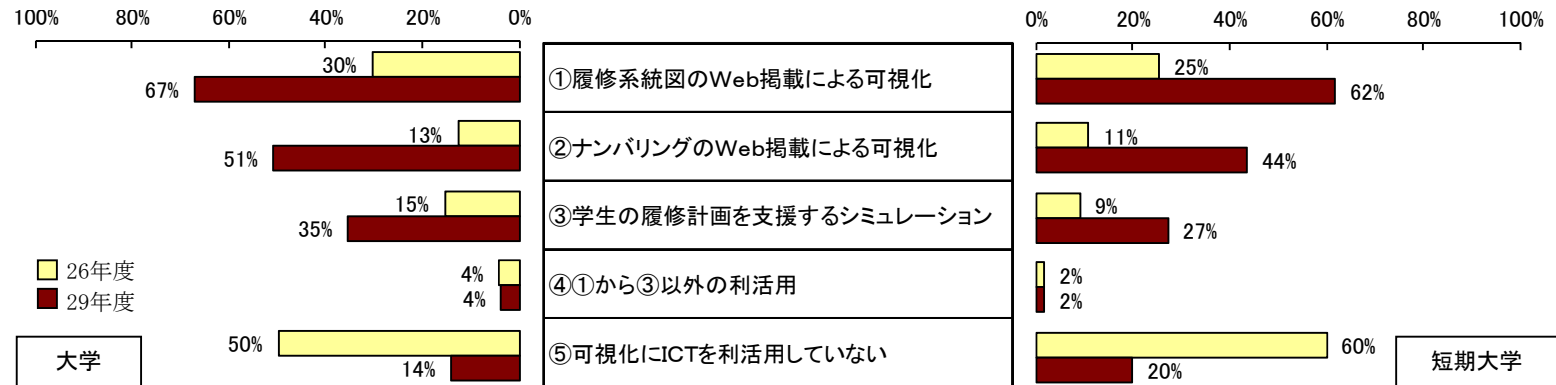 100% 80% 60% 40% 20% 0% 0% 20% 40% 60% 80% 100%
30% ①履修系統図のWeb掲載による可視化 25%
67% 62%
13% ②ナンバリングのWeb掲載による可視化 11%
51% 44%
15% ③学生の履修計画を支援するシミュレーション 9%
35% 27%
26年度 4% ④①から③以外の利活用 2%
29年度 4% 2%
50% ⑤可視化にICTを利活用していない 60%
大学 14% 20% 短期大学